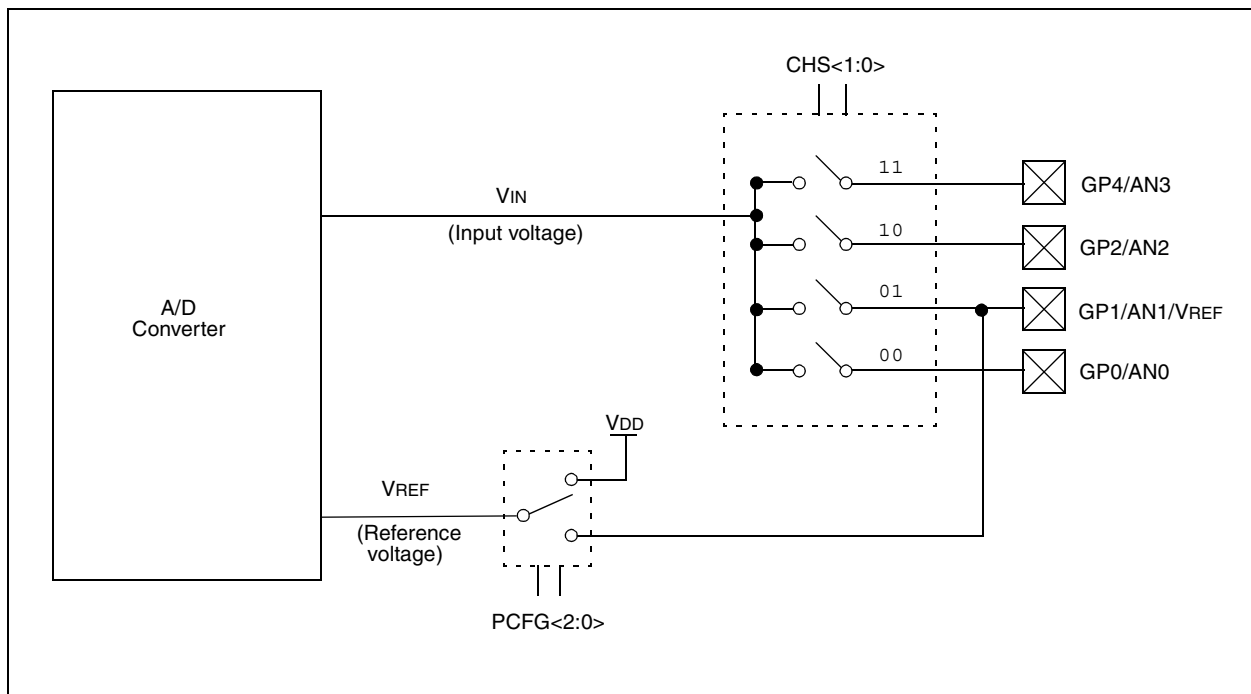 CHS<1:0>
11
GP4/AN3
VIN
(Input voltage)
10
GP2/AN2
A/D
Converter
01
GP1/AN1/VREF
00
GP0/AN0
VDD
VREF
(Reference
voltage)
PCFG<2:0>